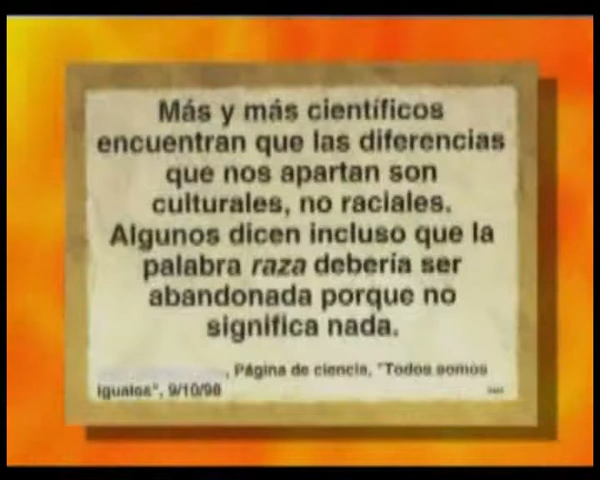 Más y más científicos
encuentran que las diferencias
que nos apartan son
culturales, no raciales.
Algunos dicen incluso que la
palabra raza debería ser
abandonada porque no
significa nada.
, Página de ciencia, "Todos somos
iguales", 9/10/98